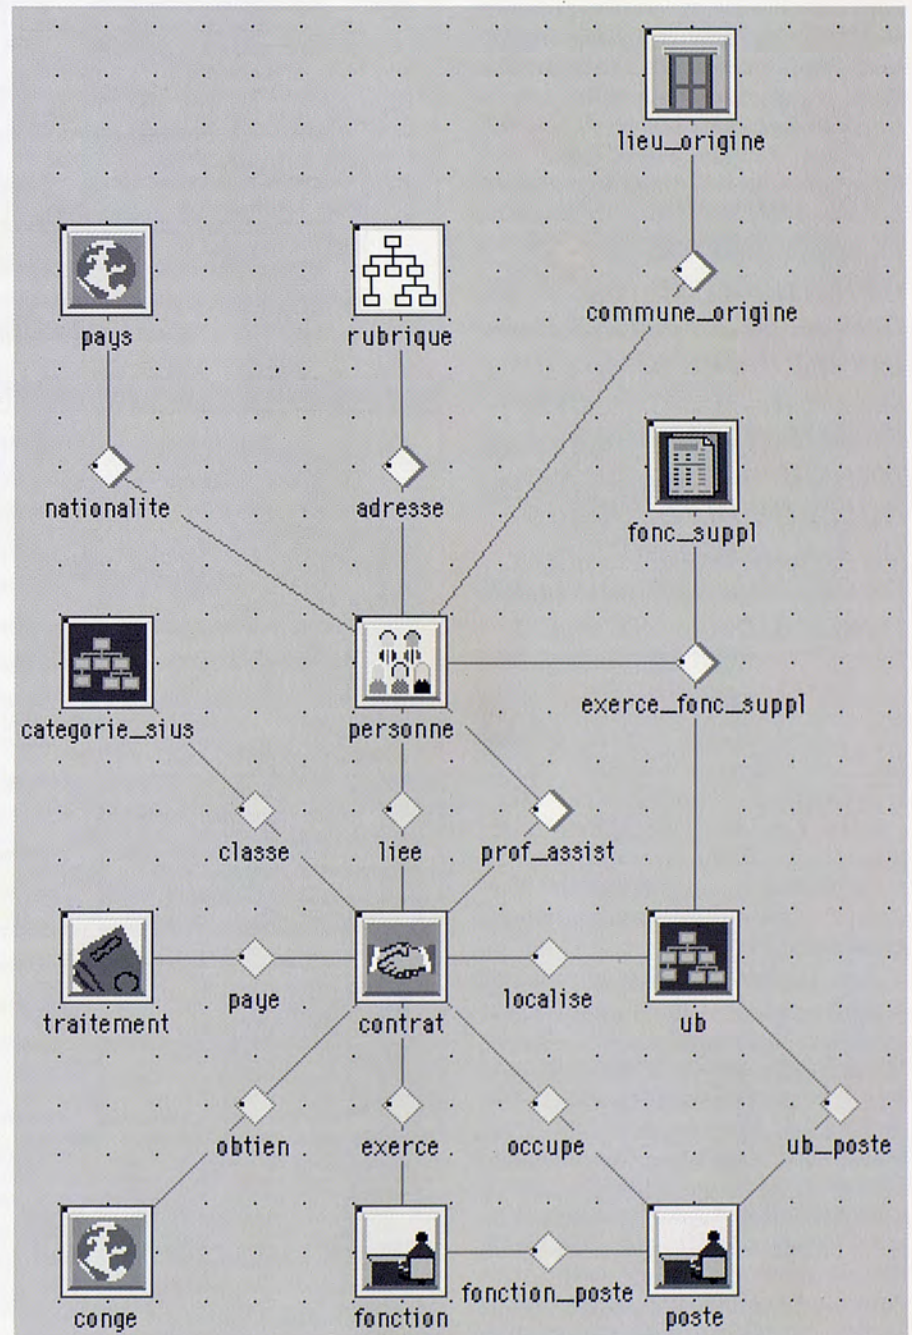 lieu_origine
commune_origine
pays
rubrique
nationalite
adresse
fonc_suppl
categorie_sius
personne
exerce_fonc_suppl
classe
liee
prof_assist
traitement
paye
contrat
localise
ub
obtien
exerce
occupe
ub_poste
conge
fonction
fonction_poste
poste